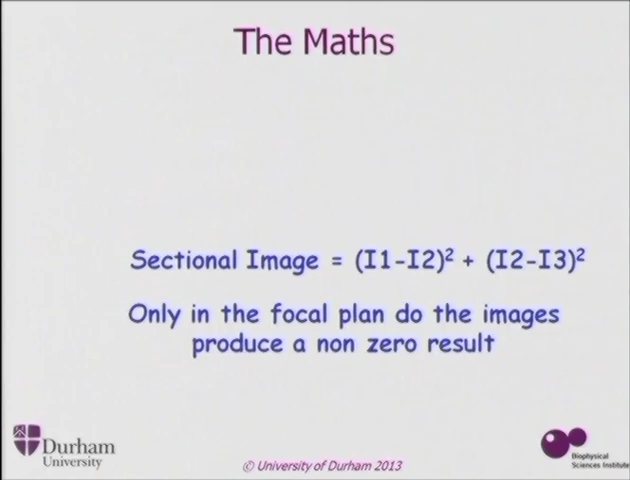 The Maths
Sectional Image = (I1-I2)² + (I2-I3)²
Only in the focal plan do the images
produce a non zero result
Durham
University
© University of Durham 2013
Biophysical
Sciences Institute